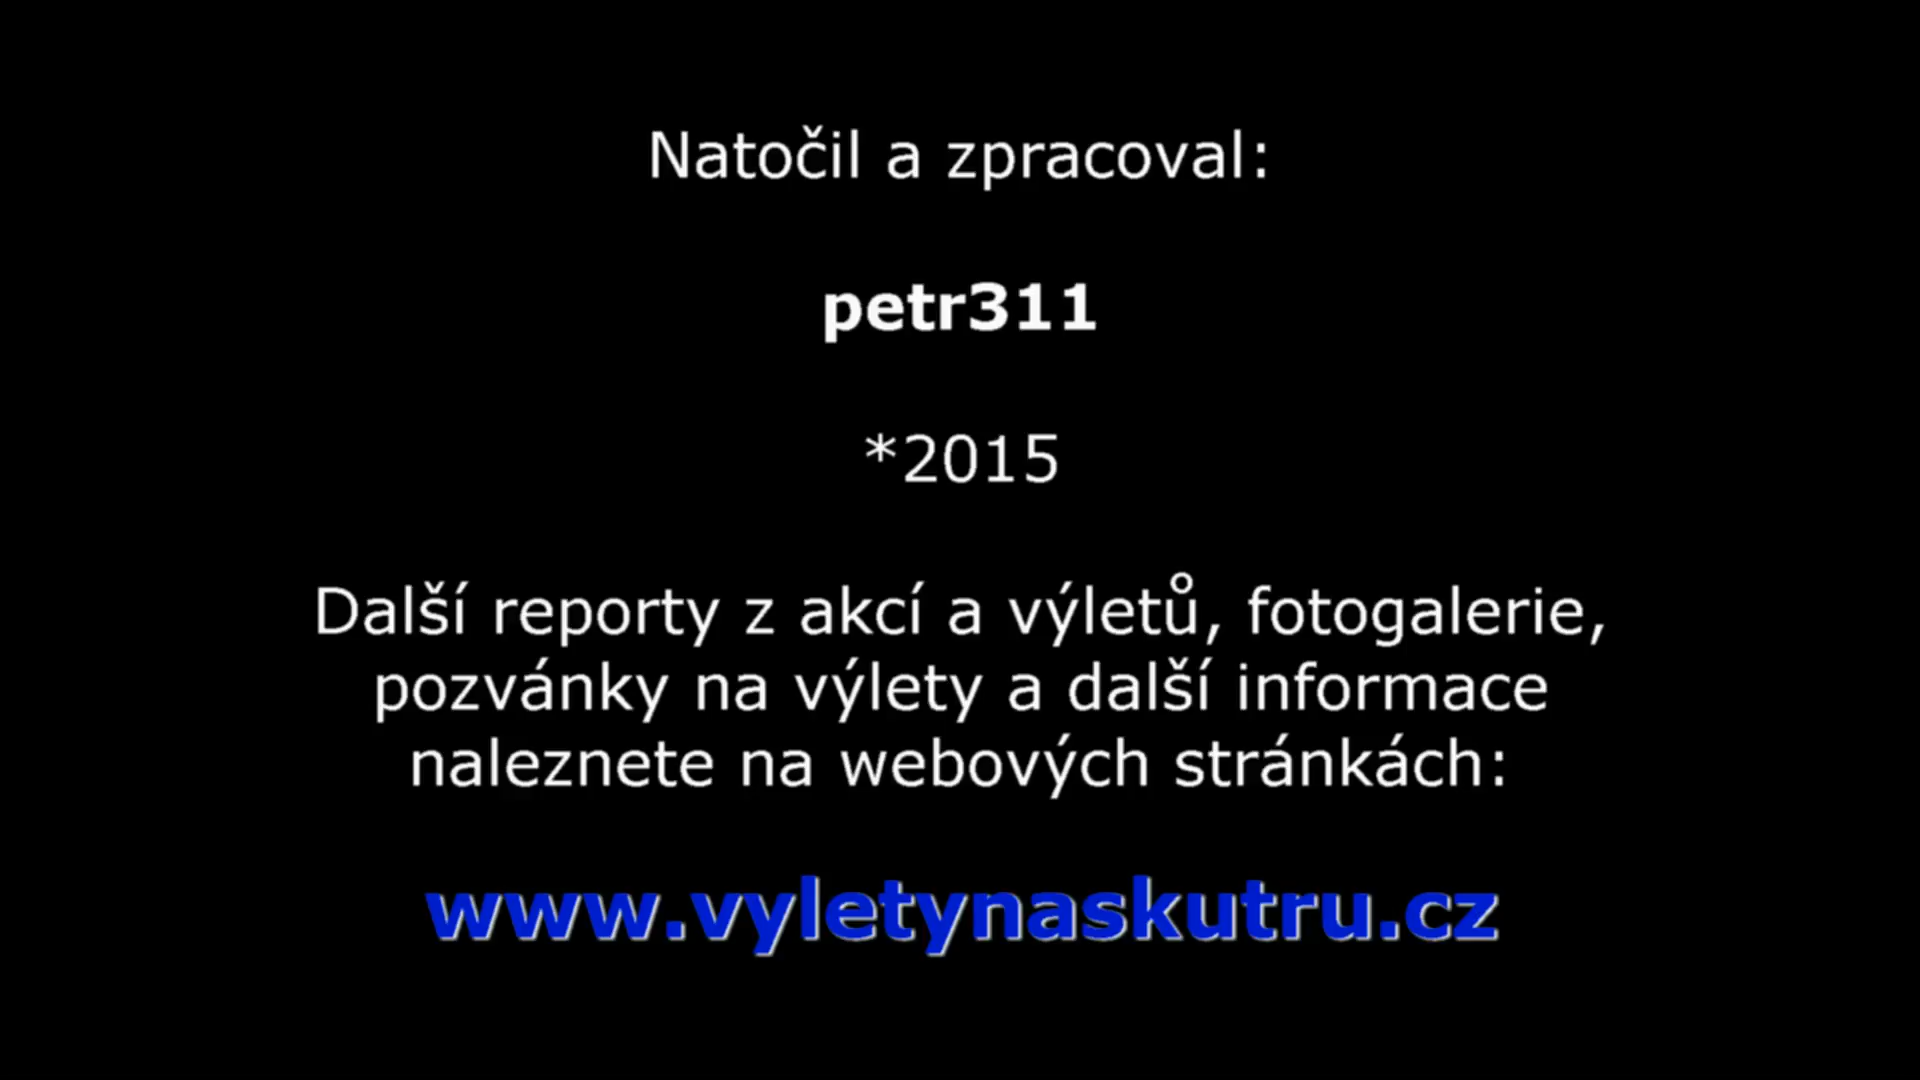 Natočil a zpracoval:
petr311
*2015
Další reporty z akcí a výletů, fotogalerie,
pozvánky na výlety a další informace
naleznete na webových stránkách:
www.vyletynaskutru.cz